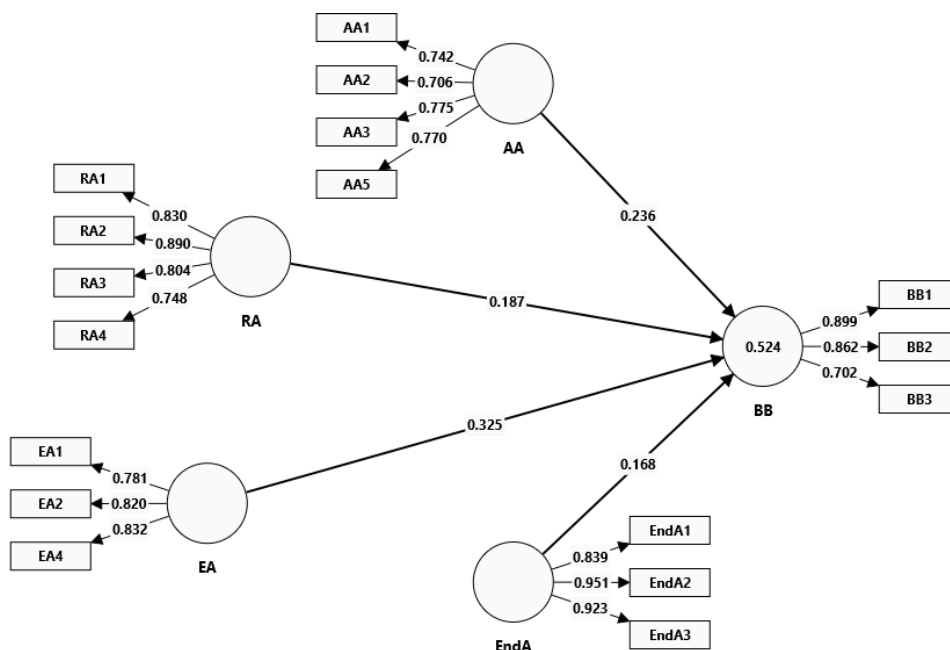 AA1
0.742
AA2
0.706
AA3
0.775
0.770
AA5
AA
RA1
0.830
RA2
0.890
RA3
0.804
0.748
RA4
RA
0.236
0.187
BB1
0.899
0.524
0.862
BB2
0.702
BB3
BB
0.325
EA1
0.781
EA2
0.820
0.832
EA4
EA
0.168
EndA1
0.839
0.951
EndA2
0.923
EndA3
EndA